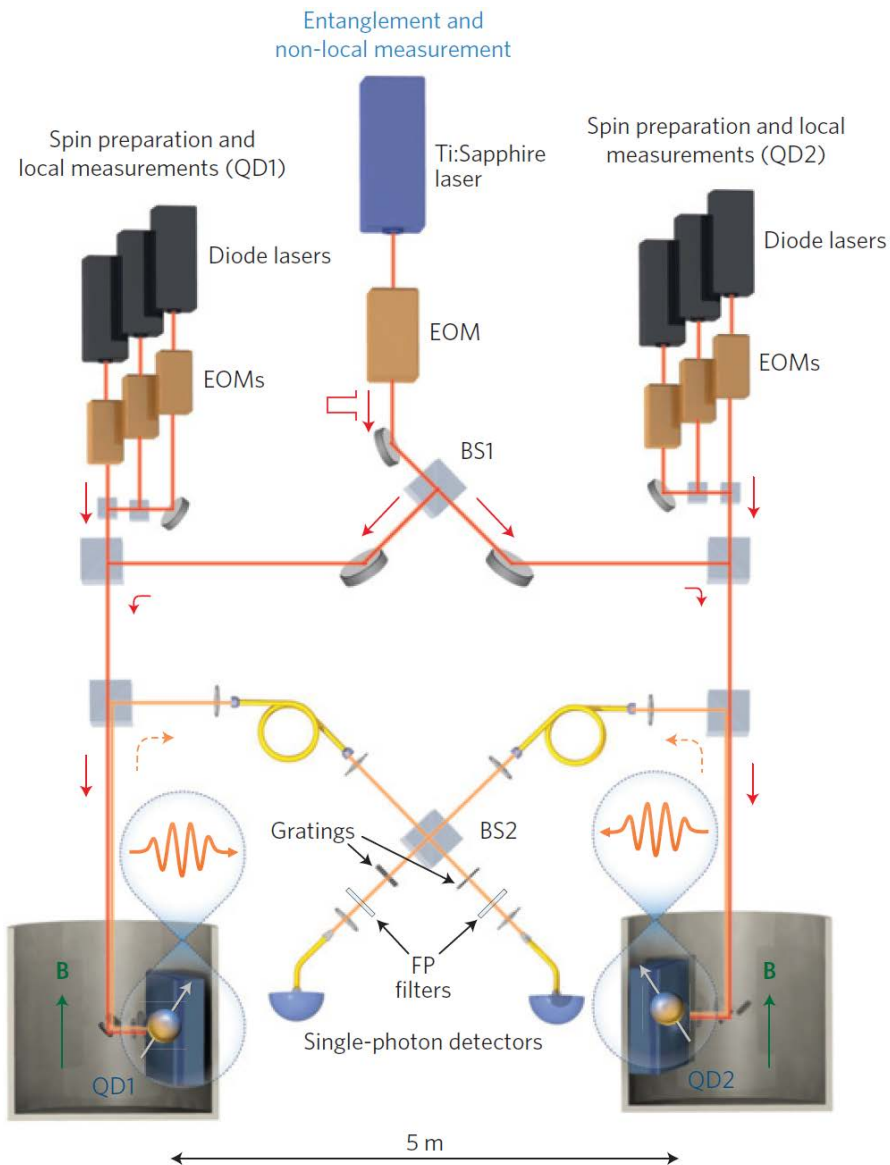 Entanglement and
non-local measurement
Spin preparation and
local measurements (QD1)
Spin preparation and local
measurements (QD2)
Ti:Sapphire
laser
Diode lasers
Diode lasers
EOM
EOMs
EOMs
BS1
Gratings
BS2
FP
filters
B
B
Single-photon detectors
QD1
QD2
5 m